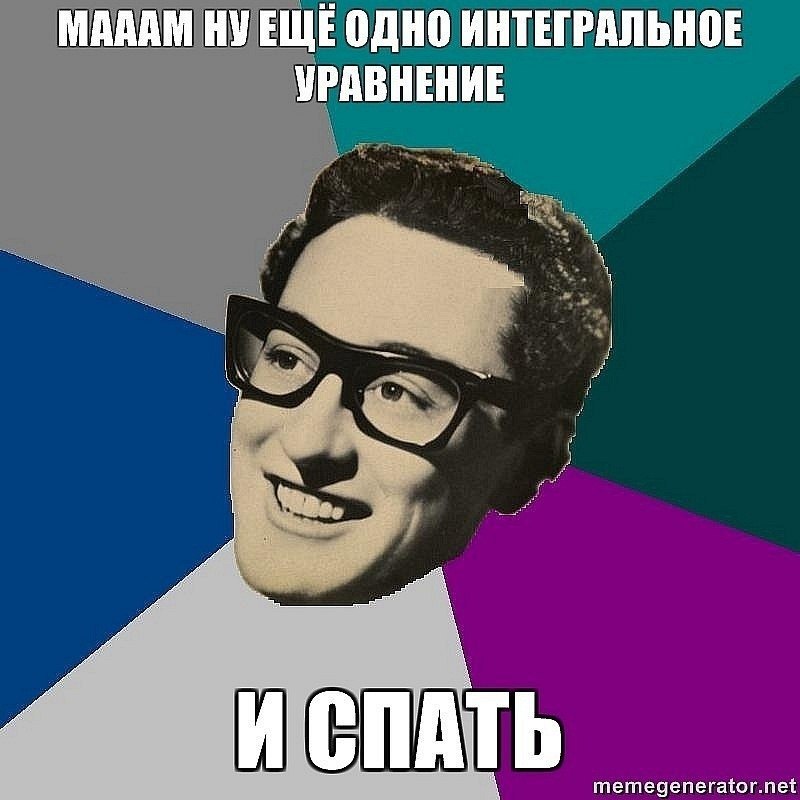 МАААМ НУ ЕЩЁ ОДНО ИНТЕГРАЛЬНОЕ
УРАВНЕНИЕ
И СПАТЬ
memegenerator.net